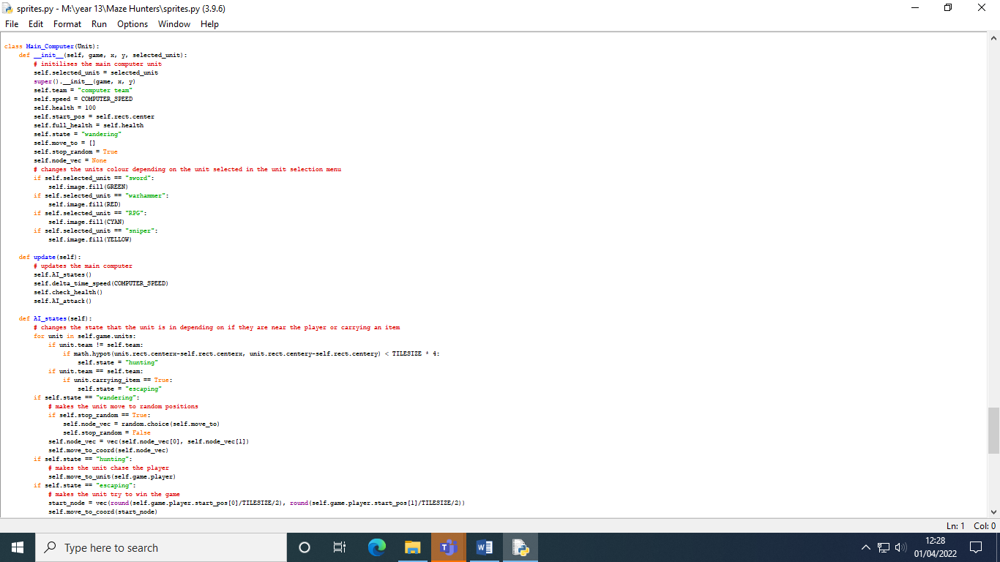 sprites.py - M:\year 13\Maze Hunters\sprites.py (3.9.6)
File Edit Format Run Options Window Help
class Main_Computer(Unit):
    def __init__(self, game, x, y, selected_unit):
        # initilises the main computer unit
        self.selected_unit = selected_unit
        super().__init__(game, x, y)
        self.team = "computer team"
        self.speed = COMPUTER_SPEED
        self.health = 100
        self.start_pos = self.rect.center
        self.full_health = self.health
        self.state = "wandering"
        self.move_to = []
        self.stop_random = True
        self.node_vec = None
        # changes the units colour depending on the unit selected in the unit selection menu
        if self.selected_unit == "sword":
            self.image.fill(GREEN)
        if self.selected_unit == "warhammer":
            self.image.fill(RED)
        if self.selected_unit == "RPG":
            self.image.fill(CYAN)
        if self.selected_unit == "sniper":
            self.image.fill(YELLOW)
    def update(self):
        # updates the main computer
        self.AI_states()
        self.delta_time_speed(COMPUTER_SPEED)
        self.check_health()
        self.AI_attack()
    def AI_states(self):
        # changes the state that the unit is in depending on if they are near the player or carrying an item
        for unit in self.game.units:
            if unit.team != self.team:
                if math.hypot(unit.rect.centerx-self.rect.centerx, unit.rect.centery-self.rect.centery) < TILESIZE * 4:
                    self.state = "hunting"
            if unit.team == self.team:
                if unit.carrying_item == True:
                    self.state = "escaping"
        if self.state == "wandering":
            # makes the unit move to random positions
            if self.stop_random == True:
                self.node_vec = random.choice(self.move_to)
                self.stop_random = False
            self.node_vec = vec(self.node_vec[0], self.node_vec[1])
            self.move_to_coord(self.node_vec)
        if self.state == "hunting":
            # makes the unit chase the player
            self.move_to_unit(self.game.player)
        if self.state == "escaping":
            # makes the unit try to win the game
            start_node = vec(round(self.game.player.start_pos[0]/TILESIZE/2), round(self.game.player.start_pos[1]/TILESIZE/2))
            self.move_to_coord(start_node)
Ln: 1 Col: 0
Type here to search
12:28
01/04/2022